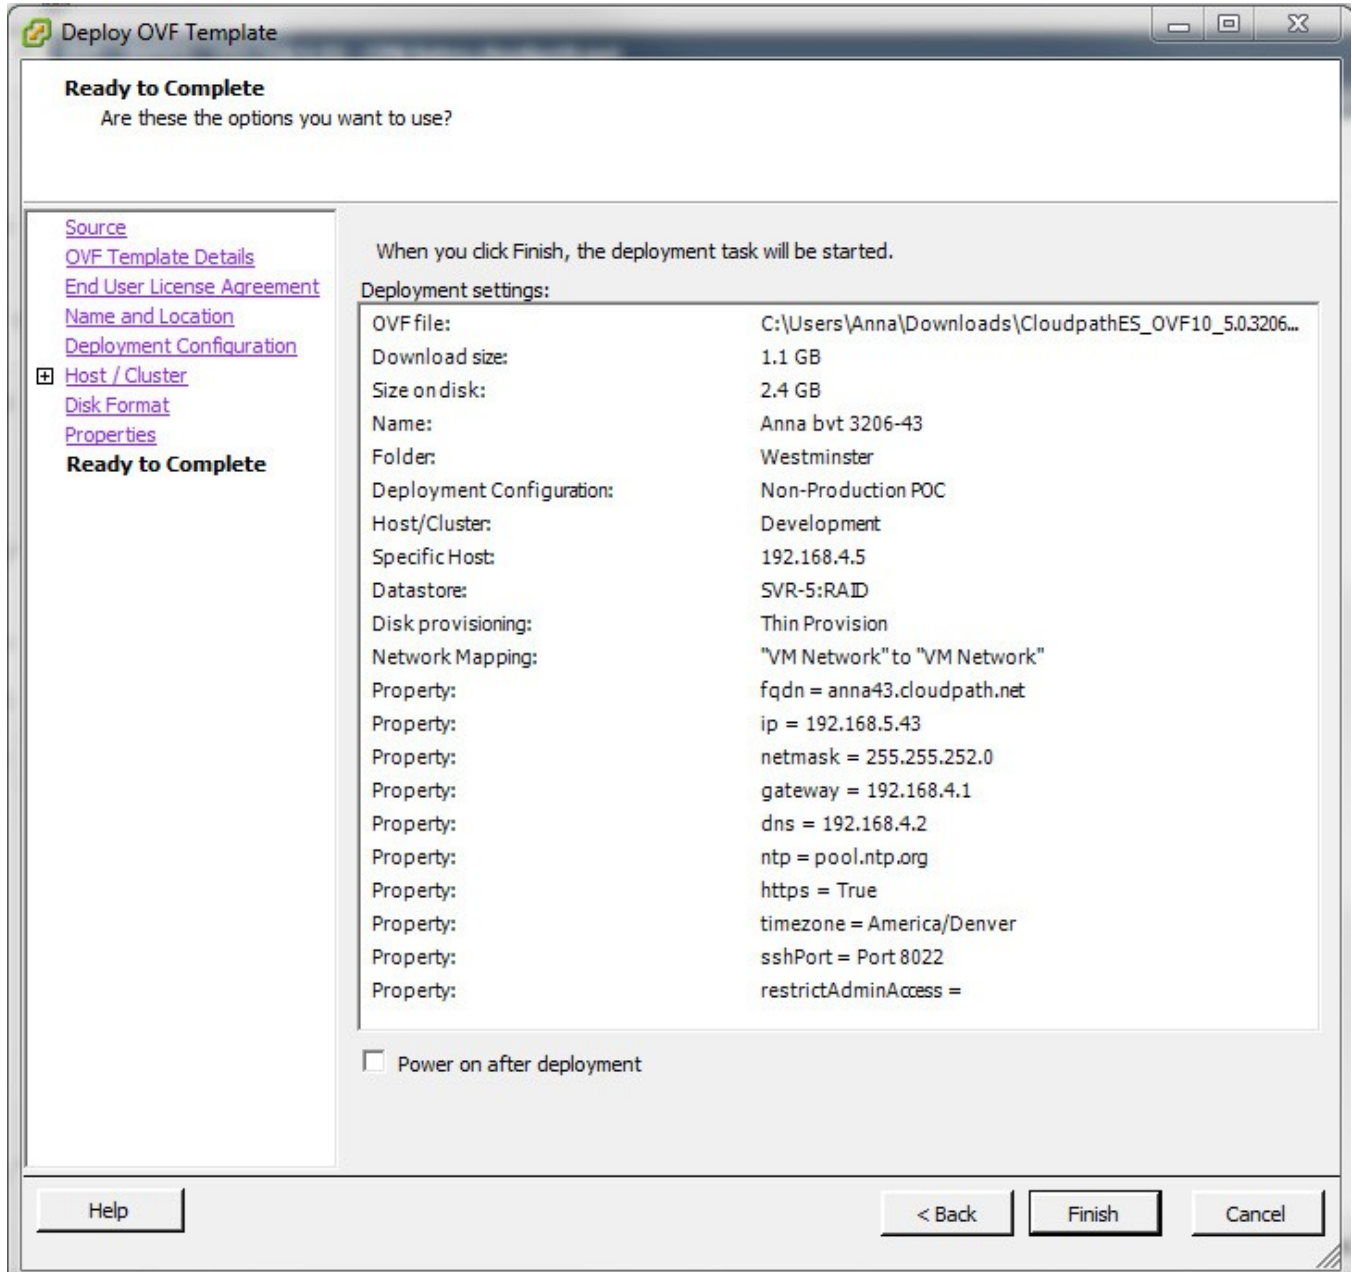 Deploy OVF Template
Ready to Complete
Are these the options you want to use?
Source
OVF Template Details
End User License Agreement
Name and Location
Deployment Configuration
Host / Cluster
Disk Format
Properties
Ready to Complete
When you click Finish, the deployment task will be started.
Deployment settings:
OVF file: C:\Users\Anna\Downloads\CloudpathES_OVF10_5.0.3206...
Download size: 1.1 GB
Size on disk: 2.4 GB
Name: Anna bvt 3206-43
Folder: Westminster
Deployment Configuration: Non-Production POC
Host/Cluster: Development
Specific Host: 192.168.4.5
Datastore: SVR-5:RAID
Disk provisioning: Thin Provision
Network Mapping: "VM Network" to "VM Network"
Property: fqdn = anna43.cloudpath.net
Property: ip = 192.168.5.43
Property: netmask = 255.255.252.0
Property: gateway = 192.168.4.1
Property: dns = 192.168.4.2
Property: ntp = pool.ntp.org
Property: https = True
Property: timezone = America/Denver
Property: sshPort = Port 8022
Property: restrictAdminAccess =
Power on after deployment
Help < Back Finish Cancel